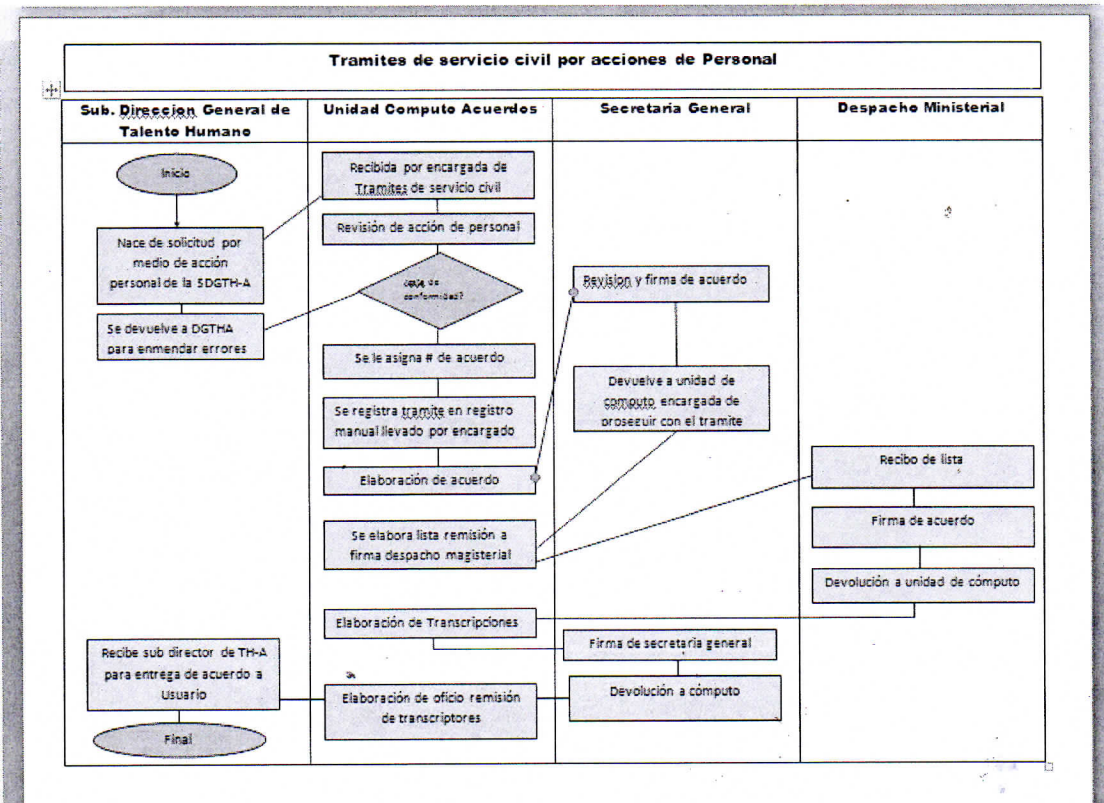 Tramites de servicio civil por acciones de Personal
Sub. Direccion General de
Talento Humano
Unidad Computo Acuerdos
Secretaria General
Despacho Ministerial
Inicio
Nace de solicitud por
medio de acción
personal de la SDGTH-A
Se devuelve a DGTHA
para enmendar errores
Recibida por encargada de
Tramites de servicio civil
Revisión de acción de personal
de
conformidad?
Se le asigna # de acuerdo
Se registra tramite en registro
manual llevado por encargado
Elaboración de acuerdo
Revision y firma de acuerdo
Devuelve a unidad de
computo encargada de
proseguir con el tramite
Se elabora lista remisión a
firma despacho magisterial
Recibo de lista
Firma de acuerdo
Devolución a unidad de cómputo
Elaboración de Transcripciones
Firma de secretaria general
Devolución a cómputo
Elaboración de oficio remisión
de transcriptores
Recibe sub director de TH-A
para entrega de acuerdo a
Usuario
Final